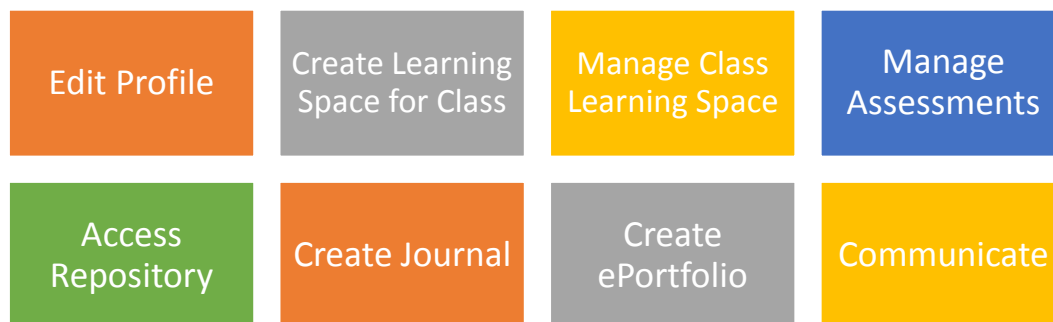 Edit Profile
Create Learning
Space for Class
Manage Class
Learning Space
Manage
Assessments
Access
Repository
Create Journal
Create
ePortfolio
Communicate